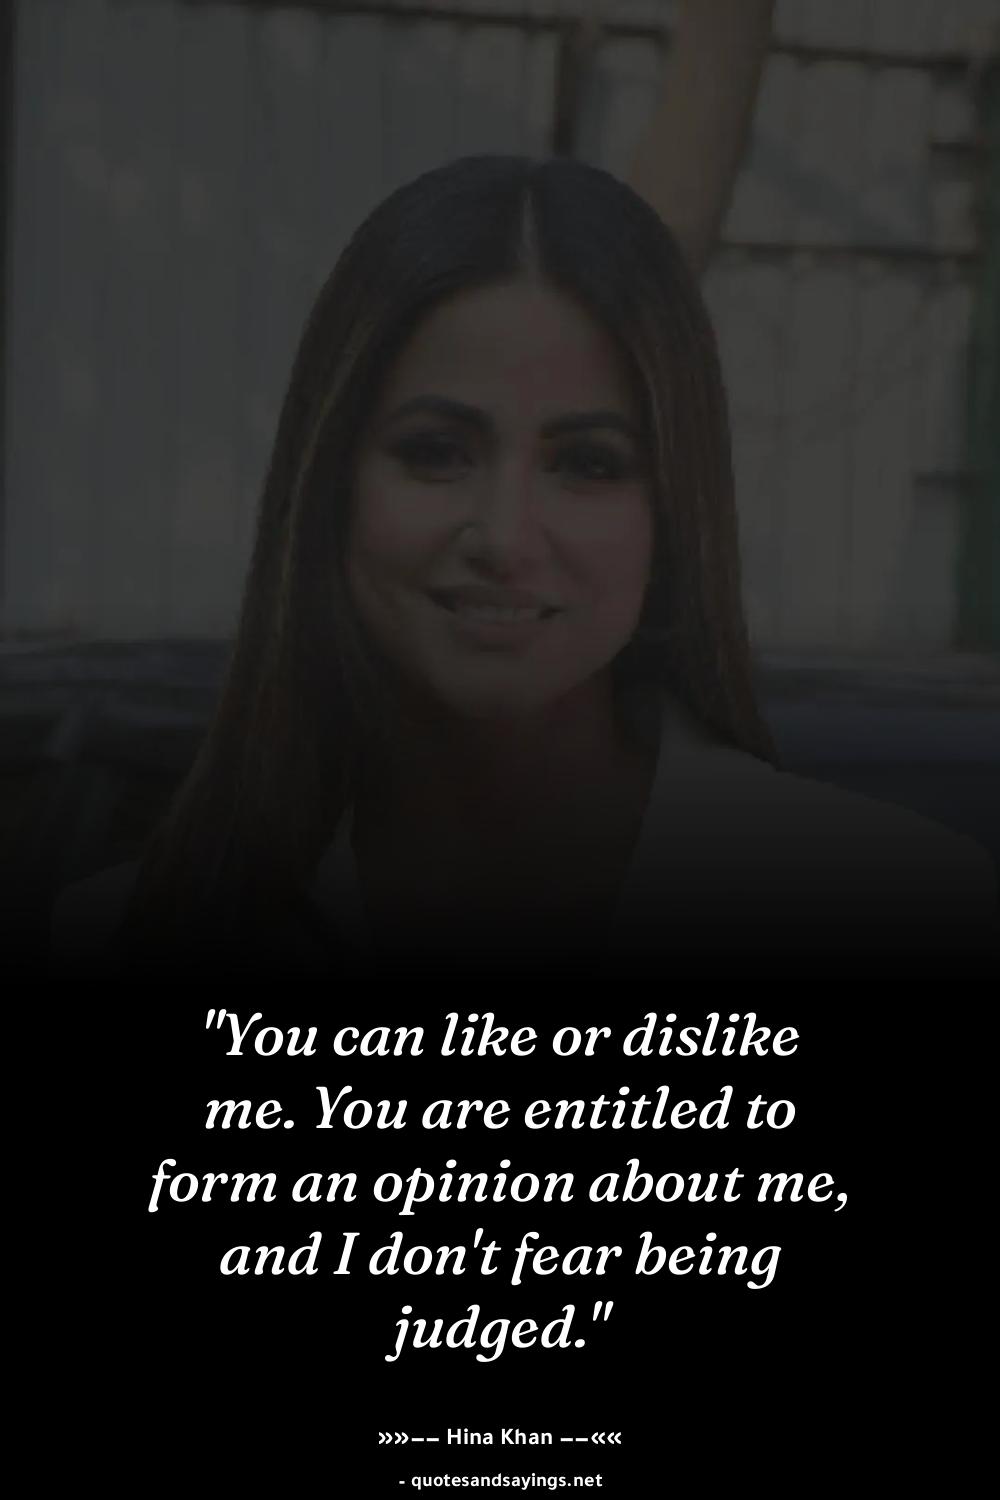 "You can like or dislike
me. You are entitled to
form an opinion about me,
and I don't fear being
judged."
»»–– Hina Khan ––««
- quotesandsayings.net